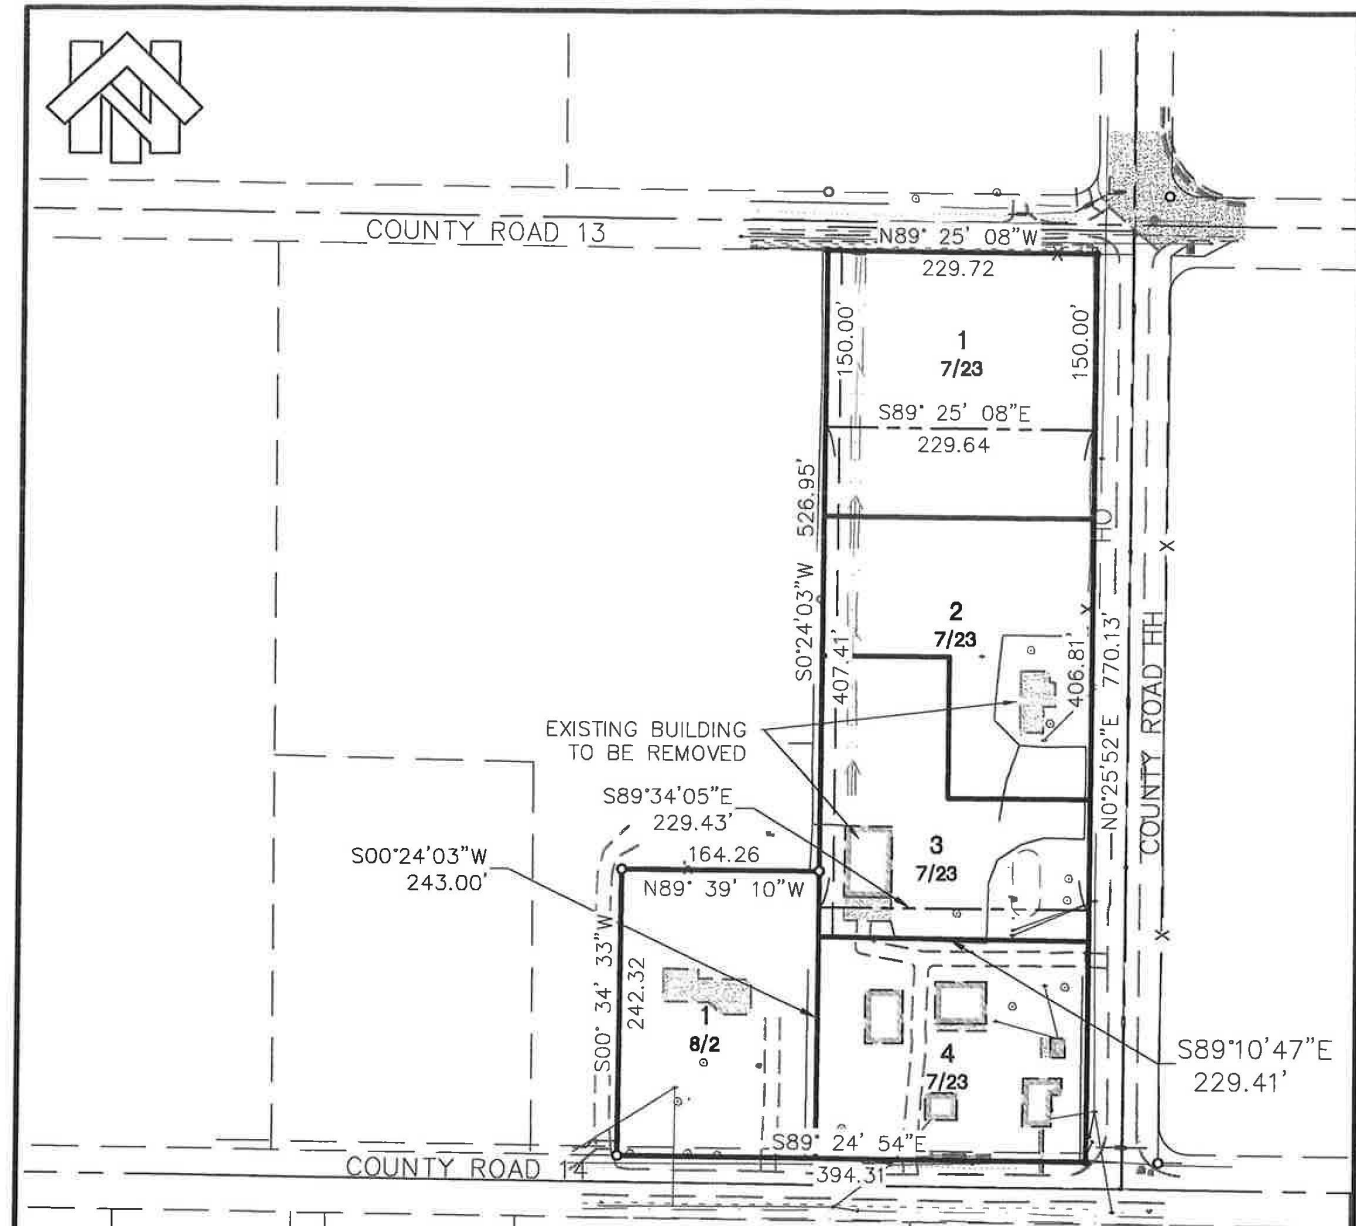 COUNTY ROAD 13
N89° 25' 08"W
229.72
150.00'
1
7/23
150.00'
S89° 25' 08"E
229.64
S0°24'03"W 526.95'
OH
2
7/23
407.41'
406.81'
N0°25'52"E 770.13'
COUNTY ROAD HH
EXISTING BUILDING
TO BE REMOVED
S89°34'05"E
229.43'
164.26
N89° 39' 10"W
S00°24'03"W
243.00'
3
7/23
S00° 34' 33"W
242.32
1
8/2
4
7/23
S89°10'47"E
229.41'
S89° 24' 54"E
394.31
COUNTY ROAD 14